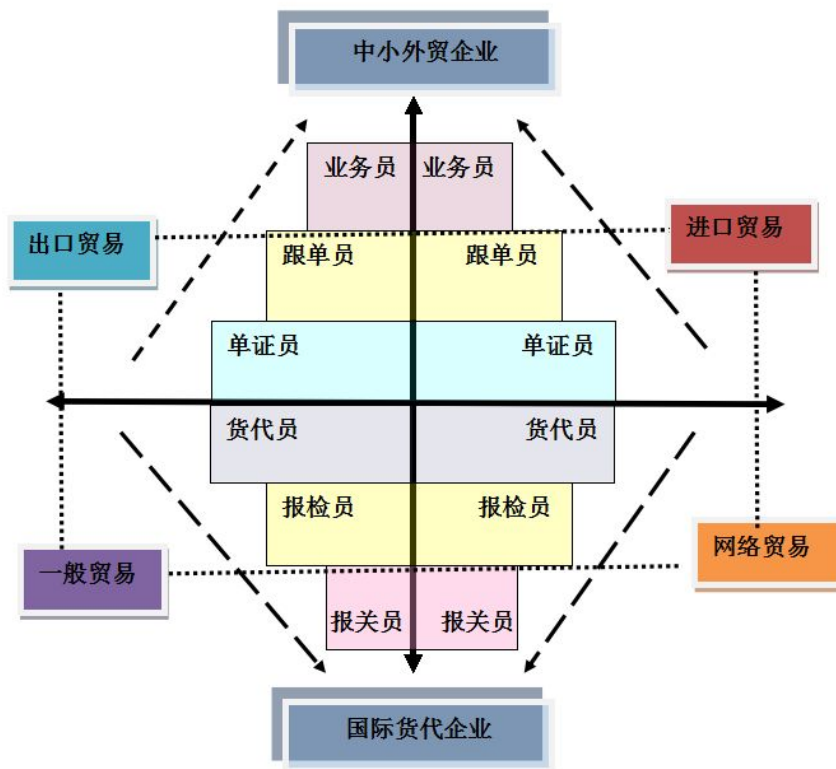 中小外贸企业
业务员 业务员
出口贸易
进口贸易
跟单员 跟单员
单证员 单证员
货代员 货代员
报检员 报检员
一般贸易
网络贸易
报关员 报关员
国际货代企业